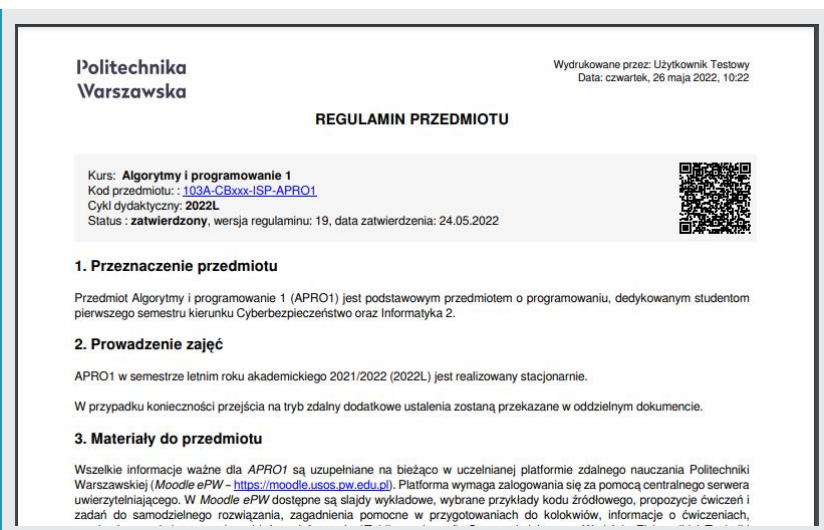 Politechnika
Warszawska
Wydrukowane przez: Użytkownik Testowy
Data: czwartek, 26 maja 2022, 10:22
REGULAMIN PRZEDMIOTU
Kurs: Algorytmy i programowanie 1
Kod przedmiotu: : 103A-CBxxx-ISP-APRO1
Cykl dydaktyczny: 2022L
Status : zatwierdzony, wersja regulaminu: 19, data zatwierdzenia: 24.05.2022
1. Przeznaczenie przedmiotu
Przedmiot Algorytmy i programowanie 1 (APRO1) jest podstawowym przedmiotem o programowaniu, dedykowanym studentom
pierwszego semestru kierunku Cyberbezpieczeństwo oraz Informatyka 2.
2. Prowadzenie zajęć
APRO1 w semestrze letnim roku akademickiego 2021/2022 (2022L) jest realizowany stacjonarnie.
W przypadku konieczności przejścia na tryb zdalny dodatkowe ustalenia zostaną przekazane w oddzielnym dokumencie.
3. Materiały do przedmiotu
Wszelkie informacje ważne dla APRO1 są uzupełniane na bieżąco w uczelnianej platformie zdalnego nauczania Politechniki
Warszawskiej (Moodle ePW – https://moodle.usos.pw.edu.pl). Platforma wymaga zalogowania się za pomocą centralnego serwera
uwierzytelniającego. W Moodle ePW dostępne są slajdy wykładowe, wybrane przykłady kodu źródłowego, propozycje ćwiczeń i
zadań do samodzielnego rozwiązania, zagadnienia pomocne w przygotowaniach do kolokwiów, informacje o ćwiczeniach,